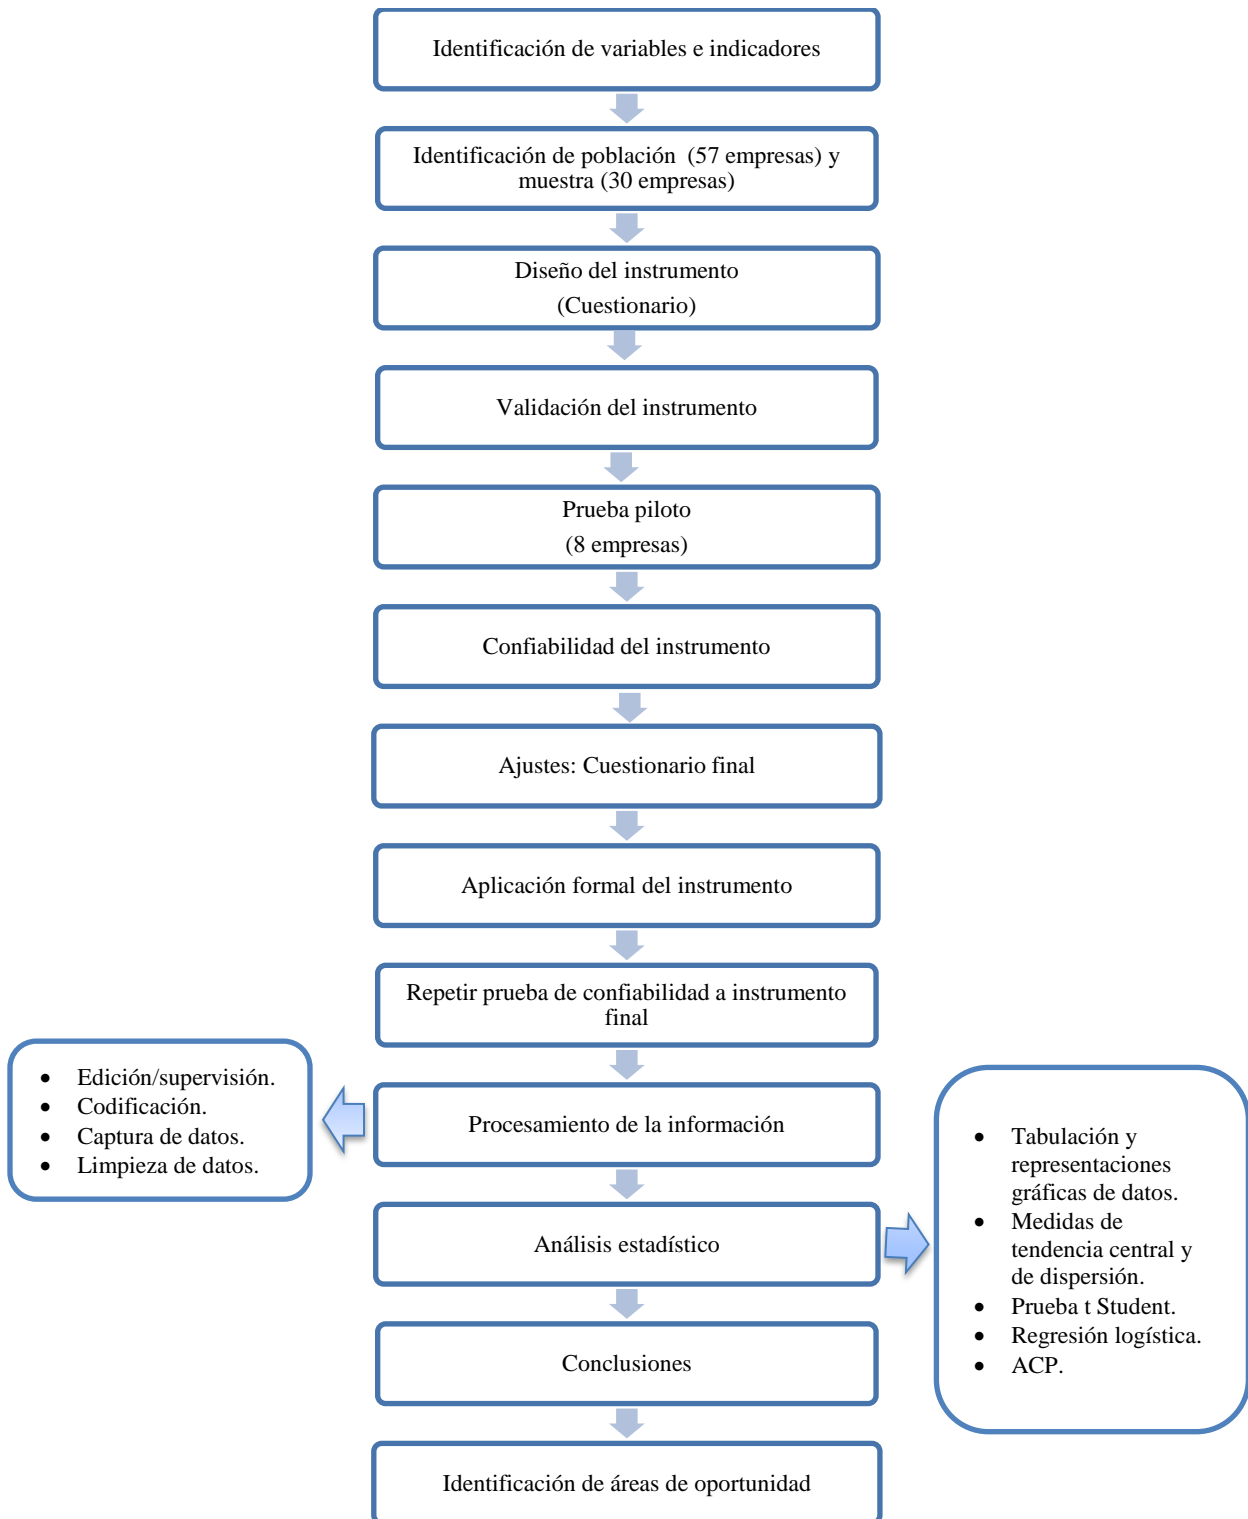 Identificación de variables e indicadores
Identificación de población (57 empresas) y
muestra (30 empresas)
Diseño del instrumento
(Cuestionario)
Validación del instrumento
Prueba piloto
(8 empresas)
Confiabilidad del instrumento
Ajustes: Cuestionario final
Aplicación formal del instrumento
Repetir prueba de confiabilidad a instrumento
final
Procesamiento de la información
• Edición/supervisión.
• Codificación.
• Captura de datos.
• Limpieza de datos.
Análisis estadístico
• Tabulación y
representaciones
gráficas de datos.
• Medidas de
tendencia central y
de dispersión.
• Prueba t Student.
• Regresión logística.
• ACP.
Conclusiones
Identificación de áreas de oportunidad